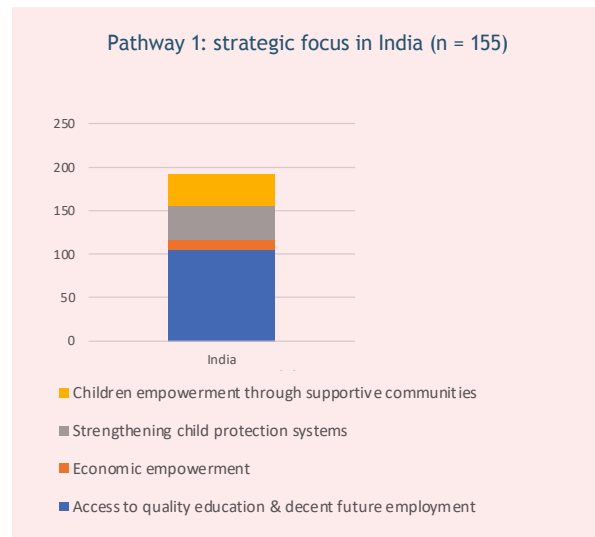 Pathway 1: strategic focus in India (n = 155)
250
200
150
100
50
0
India
Children empowerment through supportive communities
Strengthening child protection systems
Economic empowerment
Access to quality education & decent future employment